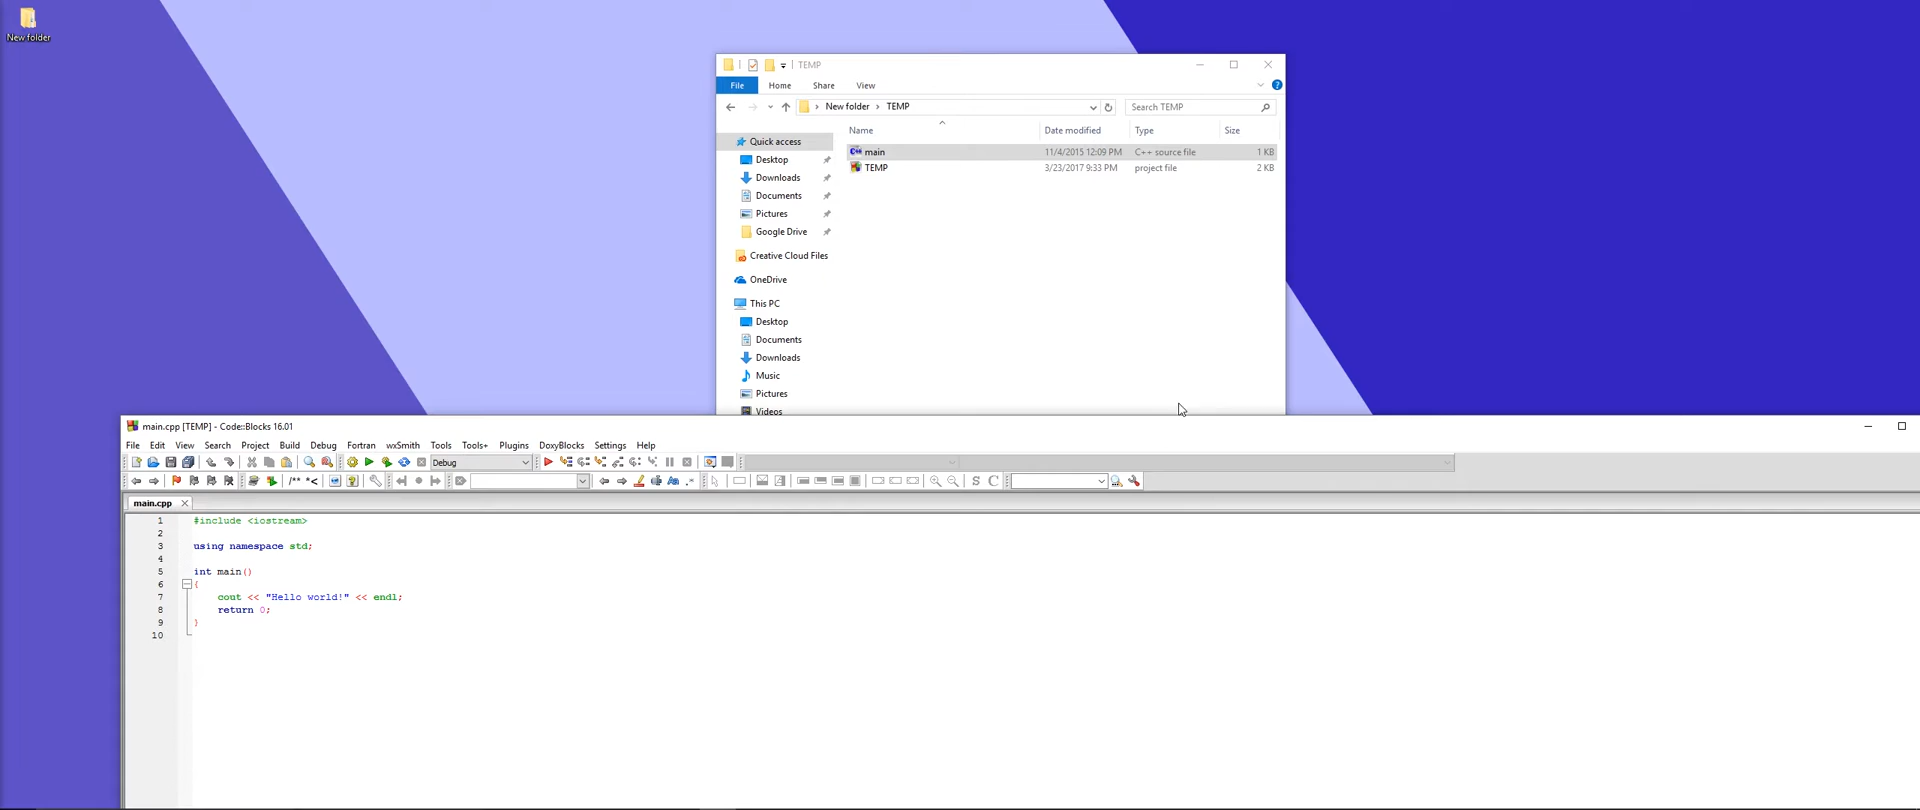 New folder
TEMP
File Home Share View
New folder TEMP Search TEMP
Name Date modified Type Size
Quick access
main 11/4/2015 12:09 PM C++ source file 1 KB
Desktop
TEMP 3/23/2017 9:33 PM project file 2 KB
Downloads
Documents
Pictures
Google Drive
Creative Cloud Files
OneDrive
This PC
Desktop
Documents
Downloads
Music
Pictures
Videos
main.cpp [TEMP] - Code::Blocks 16.01
File Edit View Search Project Build Debug Fortran wxSmith Tools Tools+ Plugins DoxyBlocks Settings Help
Debug
/** *< .* S C
main.cpp
1 #include <iostream>
2
3 using namespace std;
4
5 int main()
6 {
7 cout << "Hello world!" << endl;
8 return 0;
9 }
10